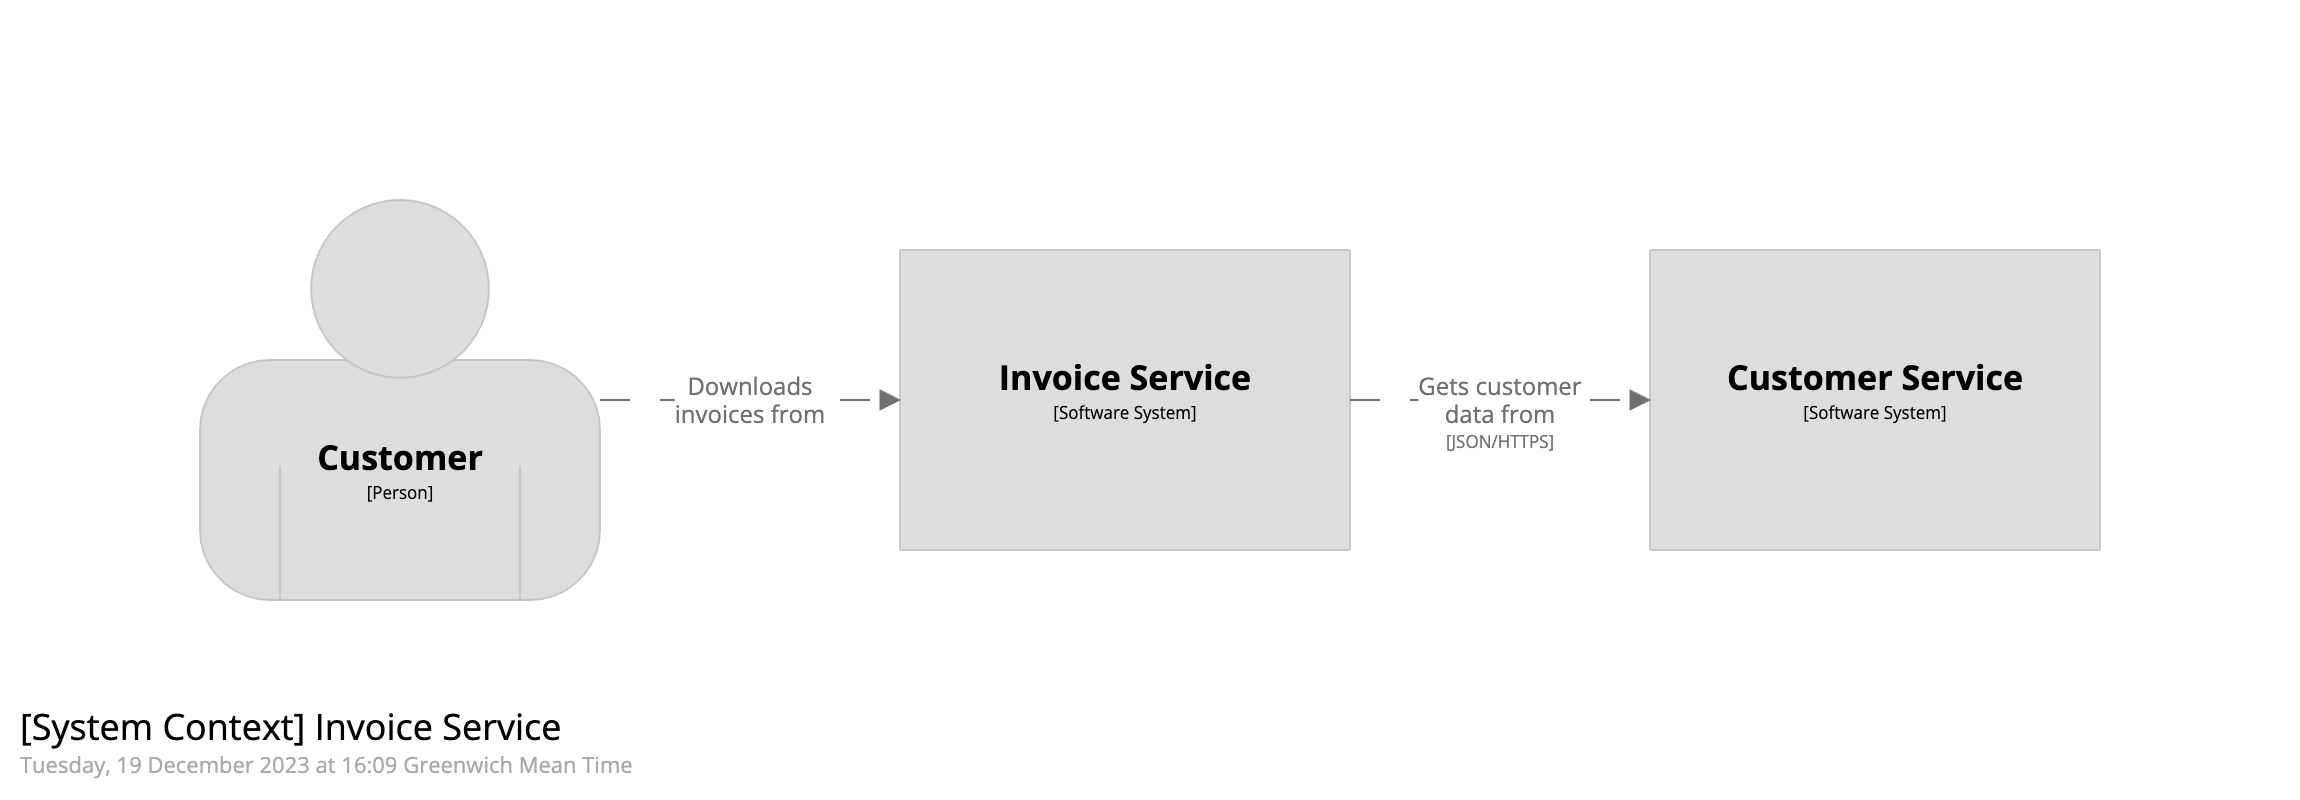 Customer
[Person]
Downloads
invoices from
Invoice Service
[Software System]
Gets customer
data from
[JSON/HTTPS]
Customer Service
[Software System]
[System Context] Invoice Service
Tuesday, 19 December 2023 at 16:09 Greenwich Mean Time